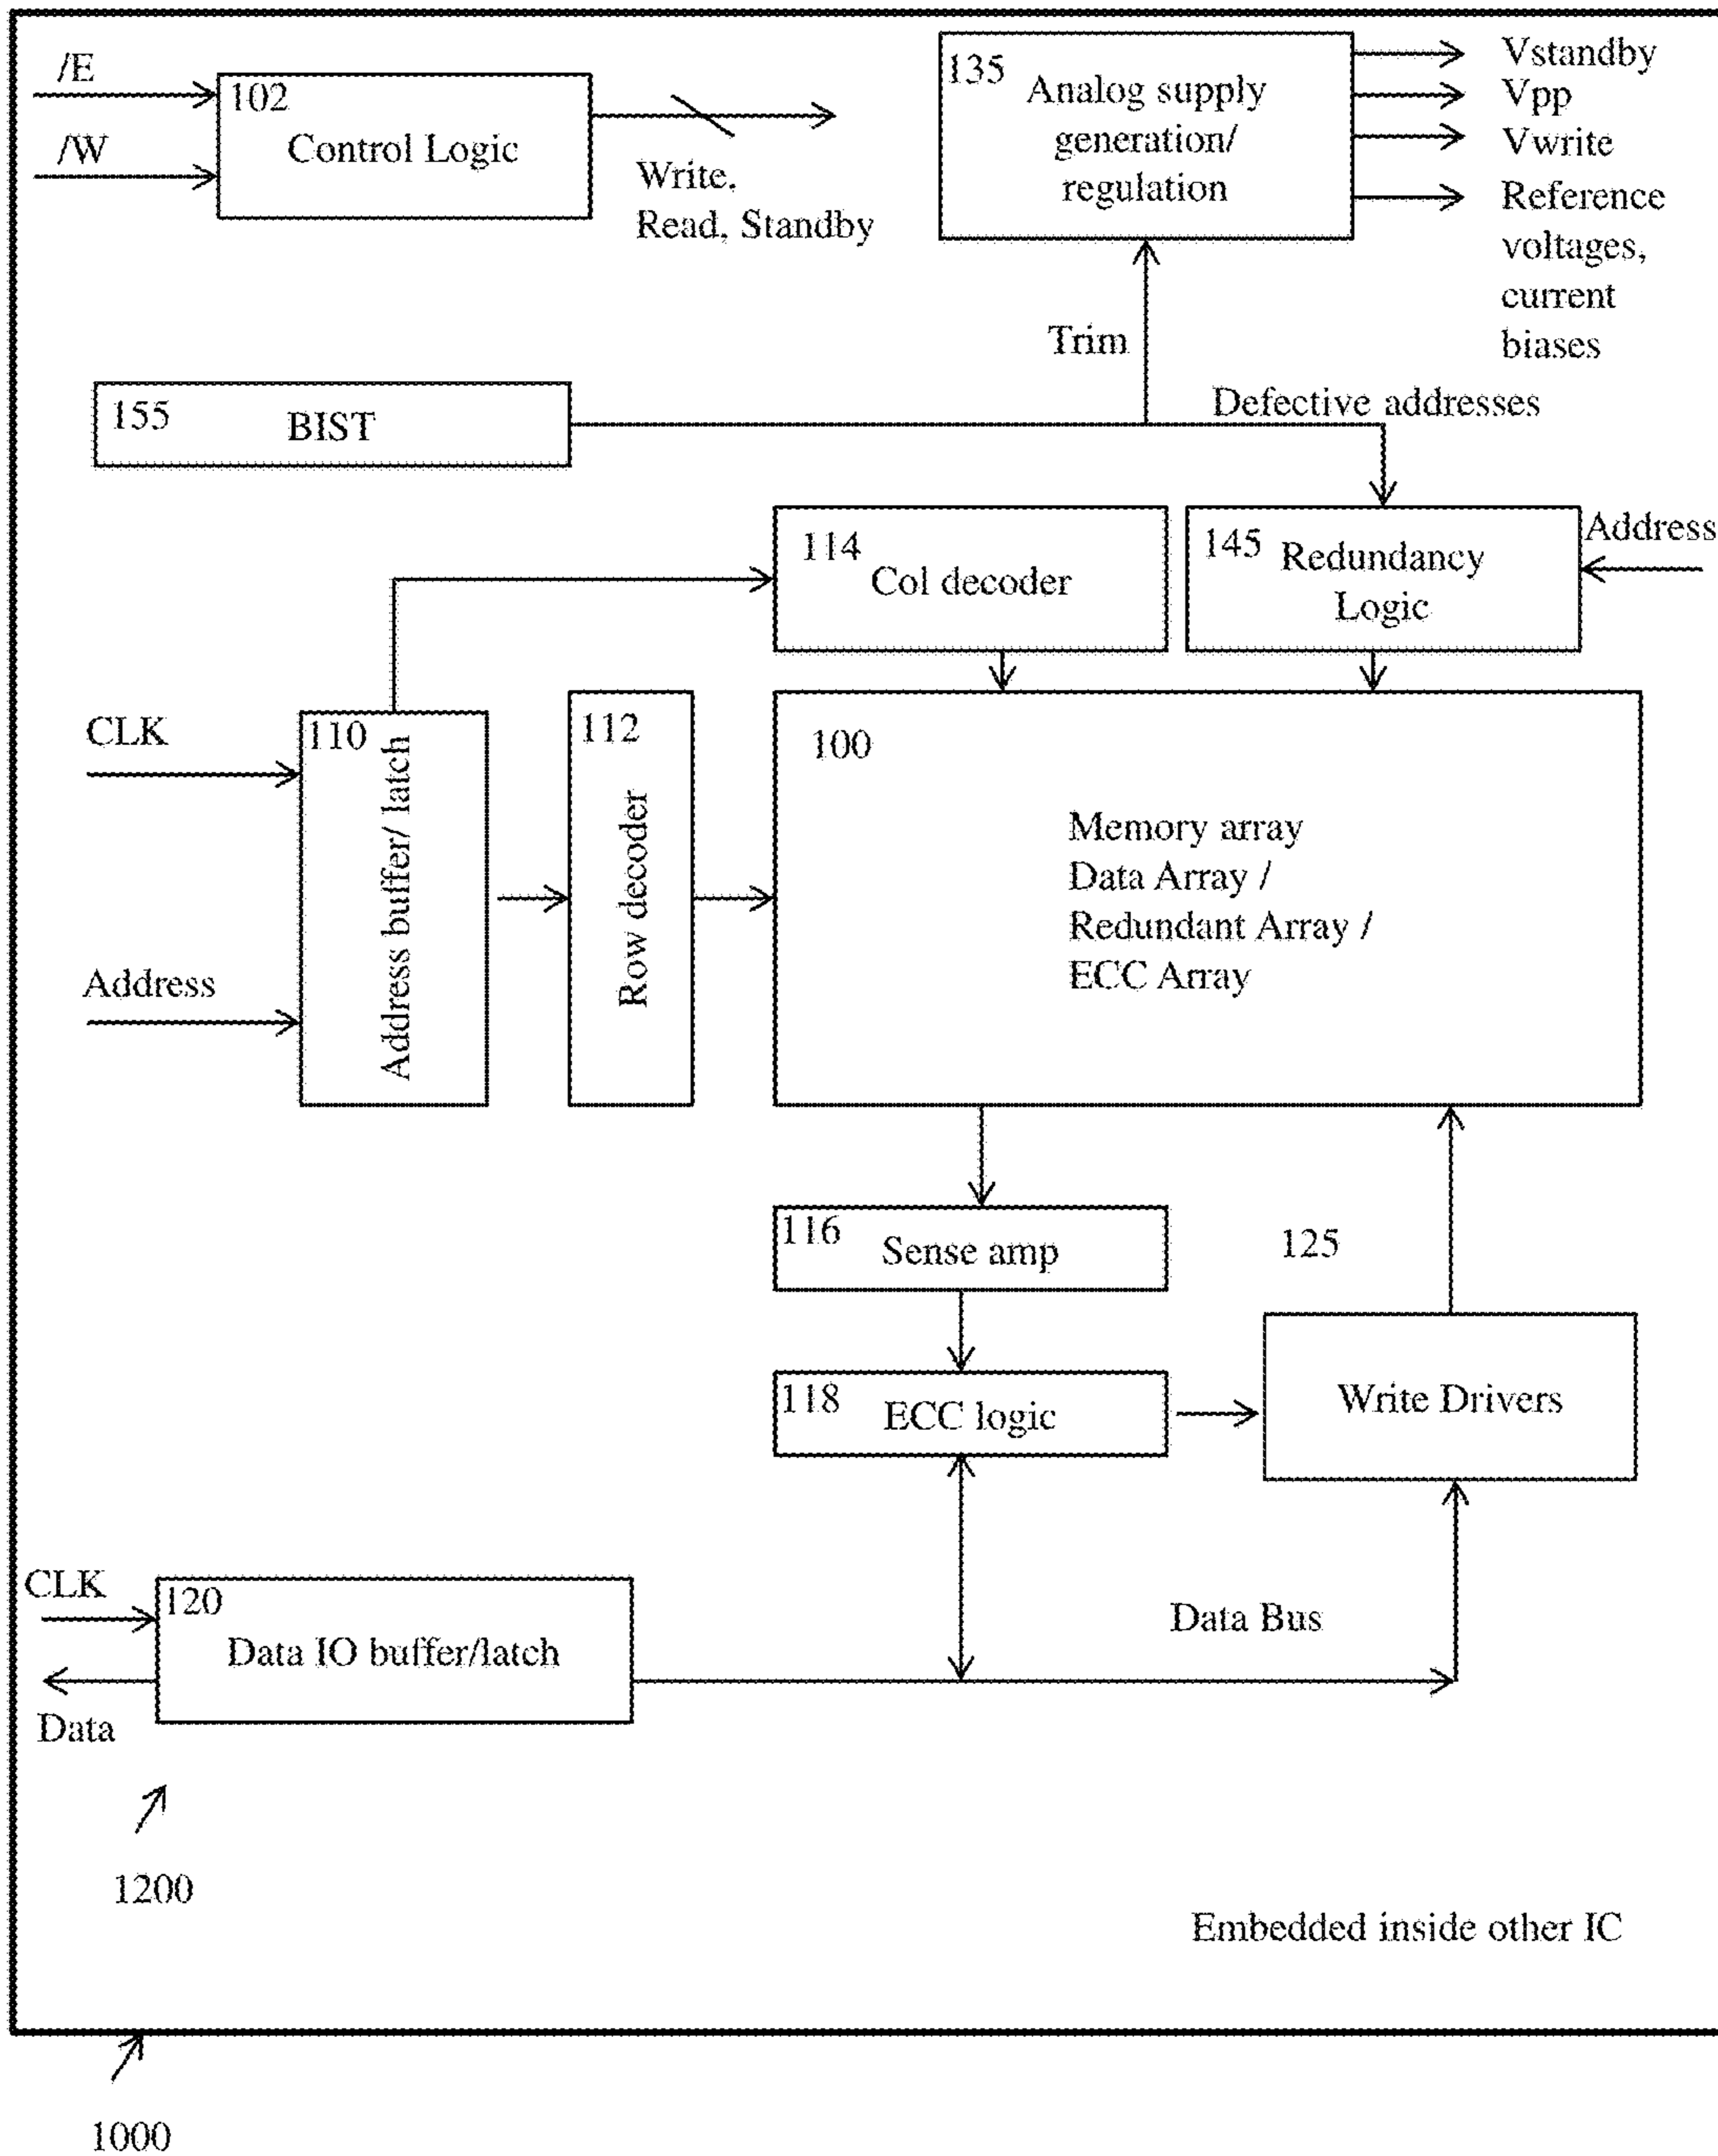 /E
/W
102
Control Logic
Write,
Read, Standby
135
Analog supply
generation/
regulation
Vstandby
Vpp
Vwrite
Reference
voltages,
current
biases
Trim
155
BIST
Defective addresses
114
Col decoder
145
Redundancy
Logic
Address
CLK
Address
110
Address buffer/ latch
112
Row decoder
100
Memory array
Data Array /
Redundant Array /
ECC Array
116
Sense amp
125
118
ECC logic
Write Drivers
CLK
120
Data IO buffer/latch
Data
Data Bus
1200
Embedded inside other IC
1000